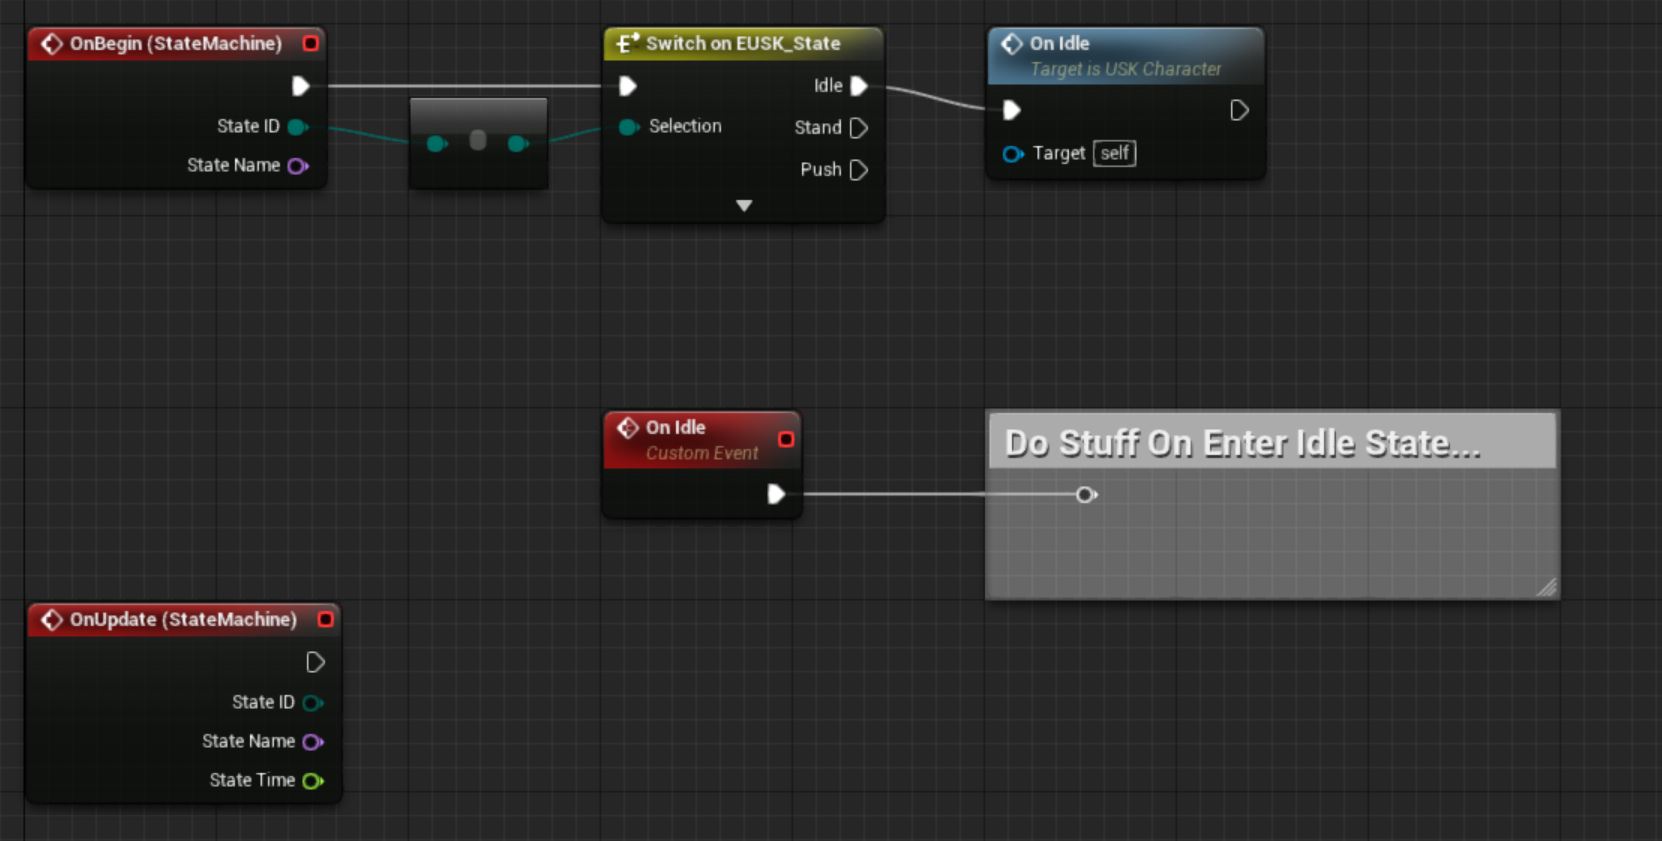 OnBegin (StateMachine)
State ID
State Name
Switch on EUSK_State
Idle
Selection
Stand
Push
On Idle
Target is USK Character
Target self
On Idle
Custom Event
Do Stuff On Enter Idle State...
OnUpdate (StateMachine)
State ID
State Name
State Time